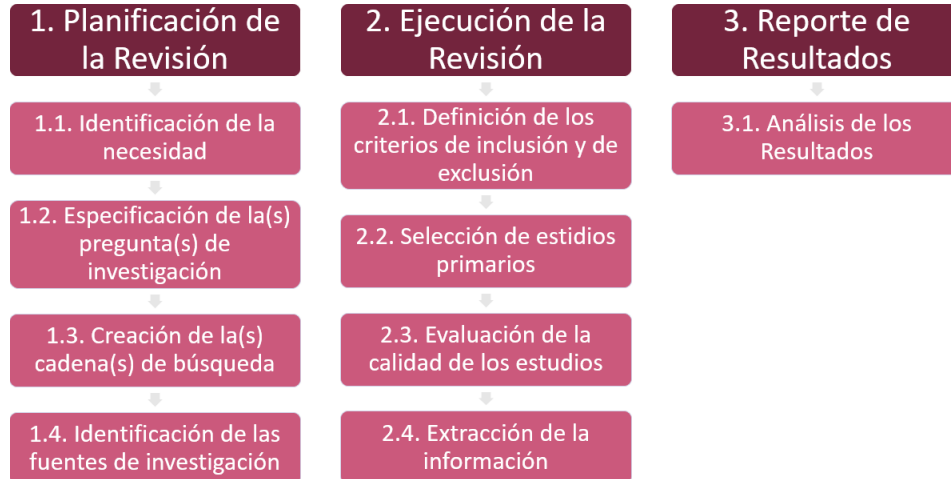 1. Planificación de
la Revisión
1.1. Identificación de la
necesidad
1.2. Especificación de la(s)
pregunta(s) de
investigación
1.3. Creación de la(s)
cadena(s) de búsqueda
1.4. Identificación de las
fuentes de investigación
2. Ejecución de la
Revisión
2.1. Definición de los
criterios de inclusión y de
exclusión
2.2. Selección de estidios
primarios
2.3. Evaluación de la
calidad de los estudios
2.4. Extracción de la
información
3. Reporte de
Resultados
3.1. Análisis de los
Resultados